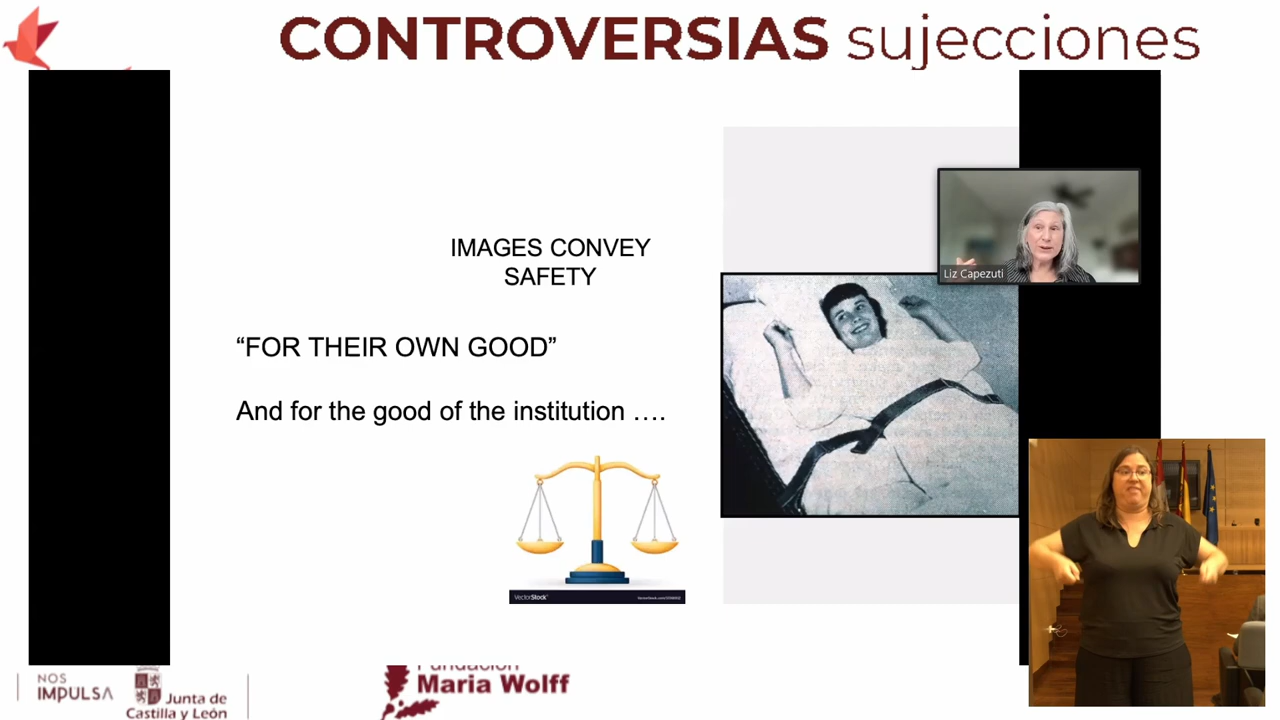 CONTROVERSIAS sujecciones
IMAGES CONVEY
SAFETY
“FOR THEIR OWN GOOD”
And for the good of the institution ….
Liz Capezuti
VectorStock
NOS
IMPULSA
Junta de
Castilla y León
Fundación
Maria Wolff